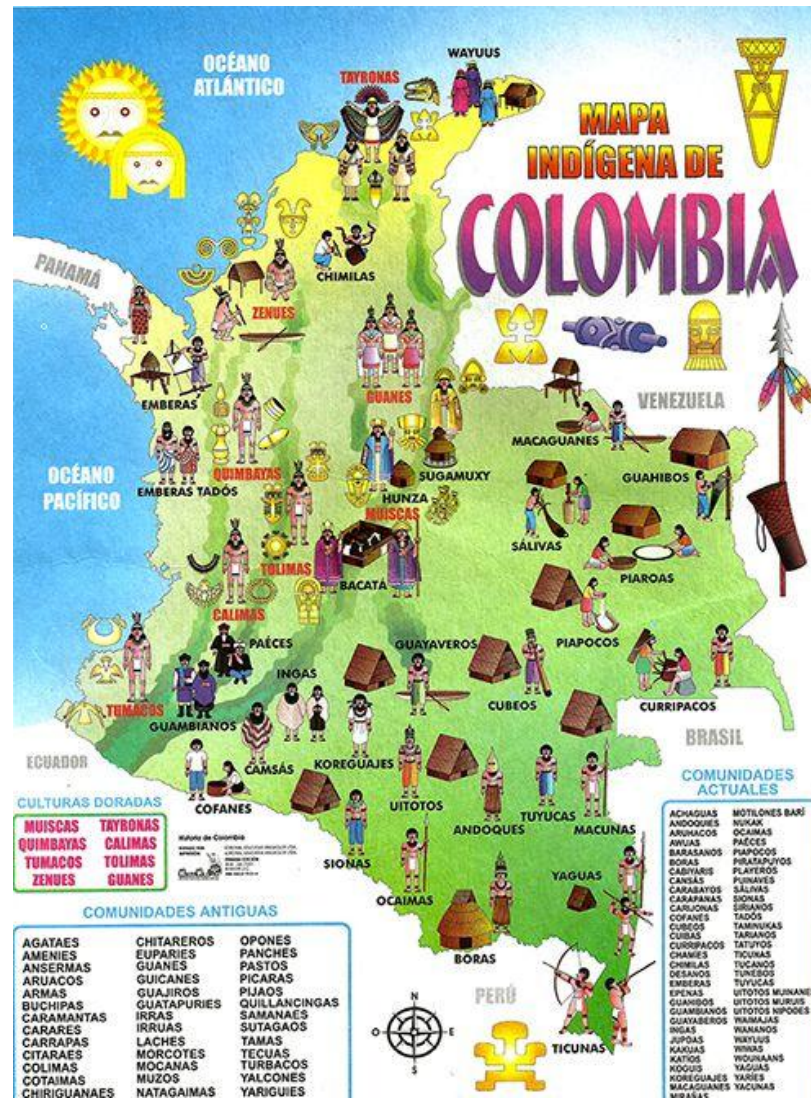 OCÉANO
ATLÁNTICO
WAYUUS
TAYRONAS
MAPA
INDÍGENA DE
COLOMBIA
PANAMÁ
CHIMILAS
ZENUES
EMBERAS
GUANES
VENEZUELA
MACAGUANES
GUAHIBOS
OCÉANO
PACÍFICO
EMBERAS TADÓS
QUIMBAYAS
SUGAMUXY
HUNZA
MUISCAS
SÁLIVAS
PIAROAS
TOLIMAS
BACATÁ
CALIMAS
PAÉCES
GUAYAVEROS
PIAPOCOS
INGAS
TUMACOS
GUAMBIANOS
CUBEOS
CURRIPACOS
BRASIL
ECUADOR
CAMSÁS
KOREGUAJES
COFANES
UITOTOS
ANDOQUES
TUYUCAS
MACUNAS
SIONAS
OCAIMAS
YAGUAS
BORAS
PERÚ
TICUNAS
N
O
E
S
CULTURAS DORADAS
MUISCAS TAYRONAS
QUIMBAYAS CALIMAS
TUMACOS TOLIMAS
ZENUES GUANES
Historia de Colombia
COMUNIDADES ANTIGUAS
AGATAES CHITAREROS OPONES
AMENIES EUPARIES PANCHES
ANSERMAS GUANES PASTOS
ARUACOS GUICANES PICARAS
ARMAS GUAJIROS PIJAOS
BUCHIPAS GUATAPURIES QUILLANCINGAS
CARAMANTAS IRRAS SAMANAES
CARARES IRRUAS SUTAGAOS
CARRAPAS LACHES TAMAS
CITARAES MORCOTES TECUAS
COLIMAS MOCANAS TURBACOS
COTAIMAS MUZOS YALCONES
CHIRIGUANAES NATAGAIMAS YARIGUIES
COMUNIDADES
ACTUALES
ACHAGUAS MOTILONES BARÍ
ANDOQUIES NUKAK
ARUHACOS OCAIMAS
AWUAS PAÉCES
BARASANOS PIAPOCOS
BORAS PIRATAPUYOS
CABIYARIS PLAYEROS
CANSÁS PUINAVES
CARABAYOS SÁLIVAS
CARAPANAS SIONAS
CARIJONAS SIRIANOS
COFANES TADÓS
CUBEOS TAMINUKAS
CUIBAS TARIANOS
CURRIPACOS TATUYOS
CHAMÍES TICUNAS
CHIMILAS TUCANOS
DESANOS TUNEBOS
EMBERAS TUYUCAS
EPENAS UITOTOS MUINANE
GUAHIBOS UITOTOS MURUIS
GUAMBIANOS UITOTOS NIPODES
GUAYABEROS WAIMAJAS
INGAS WANANOS
JUPDAS WAYUUS
KAKUAS WIWAS
KATÍOS WOUNAANS
KOGUIS YAGUAS
KOREGUAJES YARÍES
MACAGUANES YACUNAS
MIRAÑAS